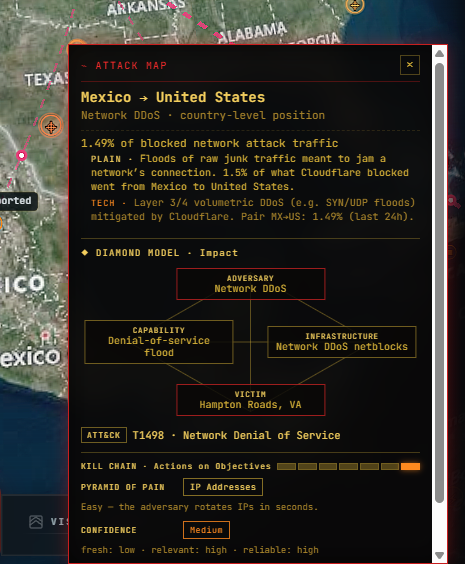 ARKANSAS
ALABAMA
TEXAS
~ ATTACK MAP
×
Mexico → United States
Network DDoS · country-level position
1.49% of blocked network attack traffic
PLAIN · Floods of raw junk traffic meant to jam a
network's connection. 1.5% of what Cloudflare blocked
went from Mexico to United States.
TECH · Layer 3/4 volumetric DDoS (e.g. SYN/UDP floods)
mitigated by Cloudflare. Pair MX→US: 1.49% (last 24h).
◆ DIAMOND MODEL · Impact
ADVERSARY
Network DDoS
CAPABILITY
Denial-of-service
flood
INFRASTRUCTURE
Network DDoS netblocks
VICTIM
Hampton Roads, VA
ATT&CK T1498 · Network Denial of Service
KILL CHAIN · Actions on Objectives
PYRAMID OF PAIN IP Addresses
Easy — the adversary rotates IPs in seconds.
CONFIDENCE Medium
fresh: low · relevant: high · reliable: high
exico